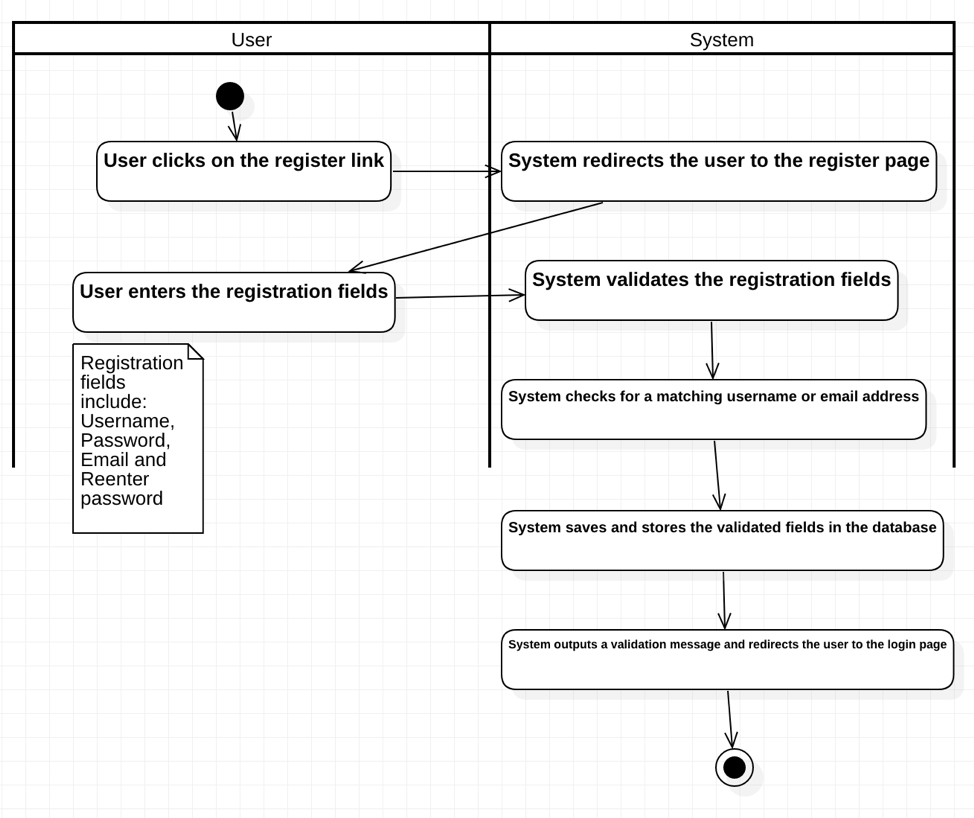 User
System
User clicks on the register link
System redirects the user to the register page
User enters the registration fields
System validates the registration fields
Registration
fields
include:
Username,
Password,
Email and
Reenter
password
System checks for a matching username or email address
System saves and stores the validated fields in the database
System outputs a validation message and redirects the user to the login page